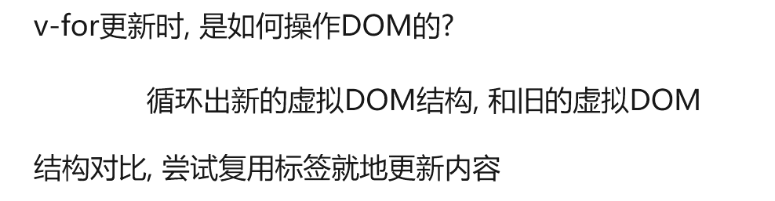 v-for更新时, 是如何操作DOM的?
循环出新的虚拟DOM结构, 和旧的虚拟DOM
结构对比, 尝试复用标签就地更新内容